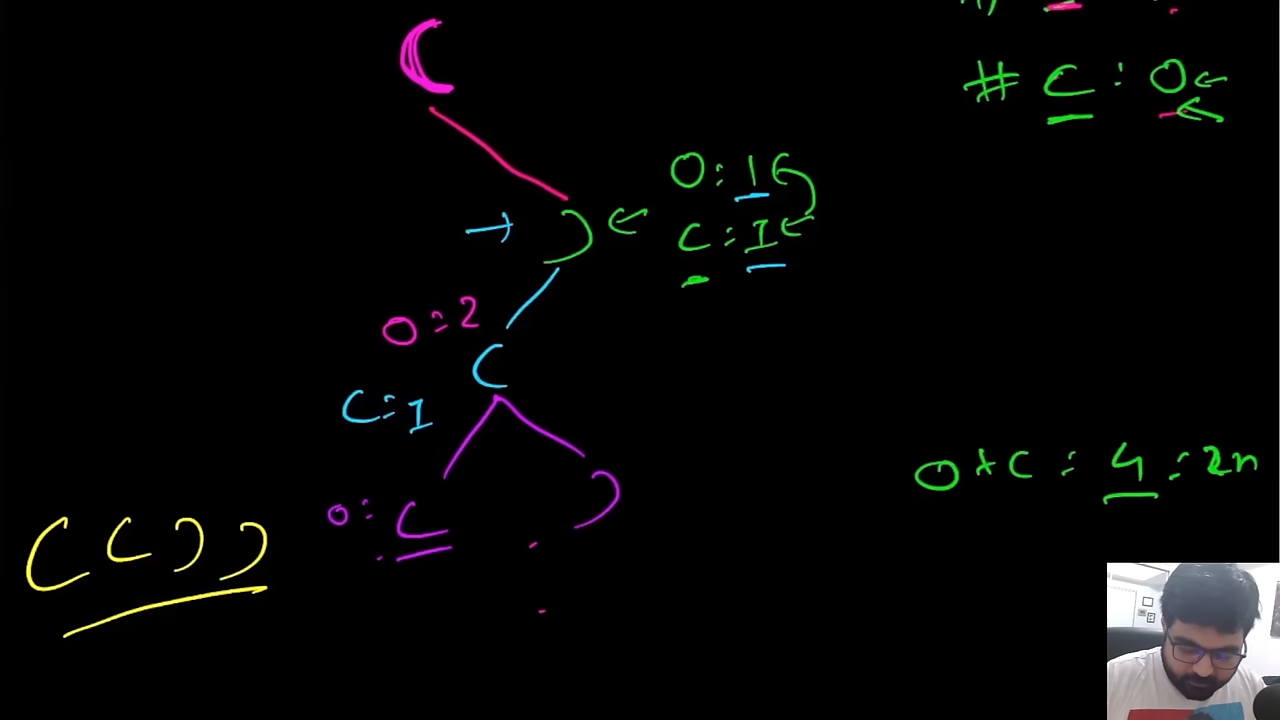 (
# C : 0 ←
O : 1
→ ) ← C : 1
O : 2
(
C : 1
O + C : 4 : 2n
O : ( )
( ( ) )